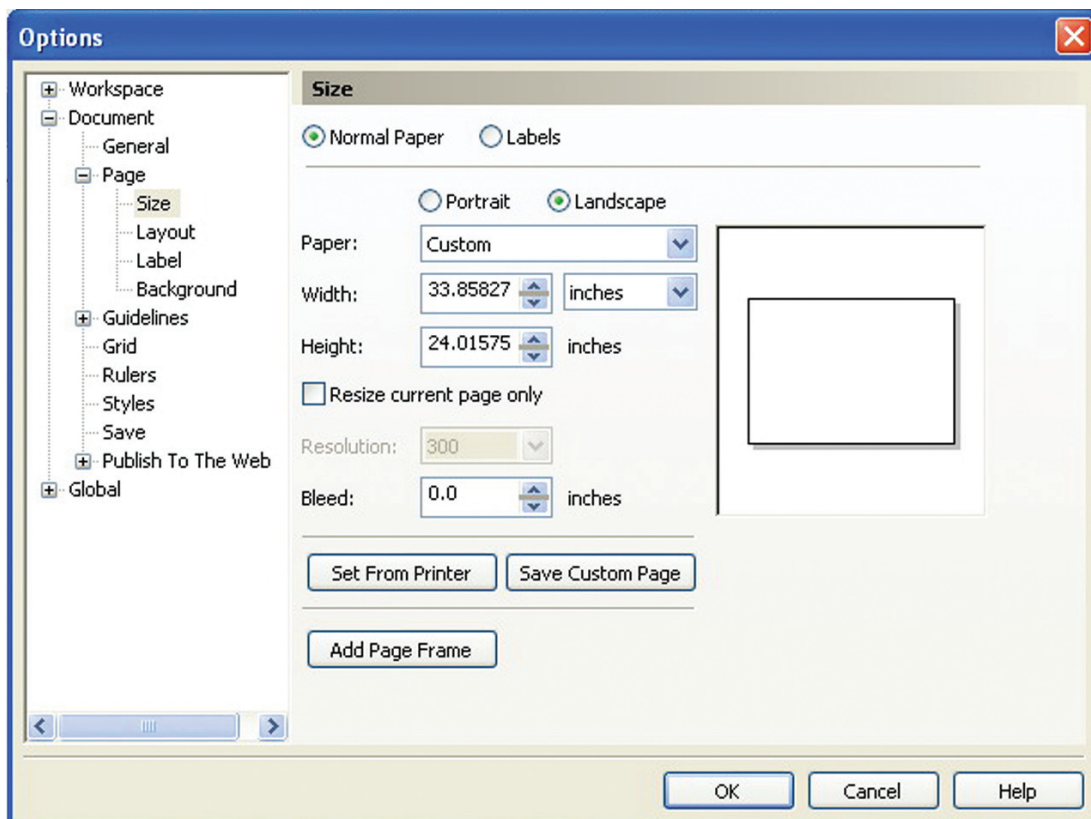 Options
Workspace
Document
General
Page
Size
Layout
Label
Background
Guidelines
Grid
Rulers
Styles
Save
Publish To The Web
Global
Size
Normal Paper Labels
Portrait Landscape
Paper: Custom
Width: 33.85827 inches
Height: 24.01575 inches
Resize current page only
Resolution: 300
Bleed: 0.0 inches
Set From Printer Save Custom Page
Add Page Frame
OK Cancel Help